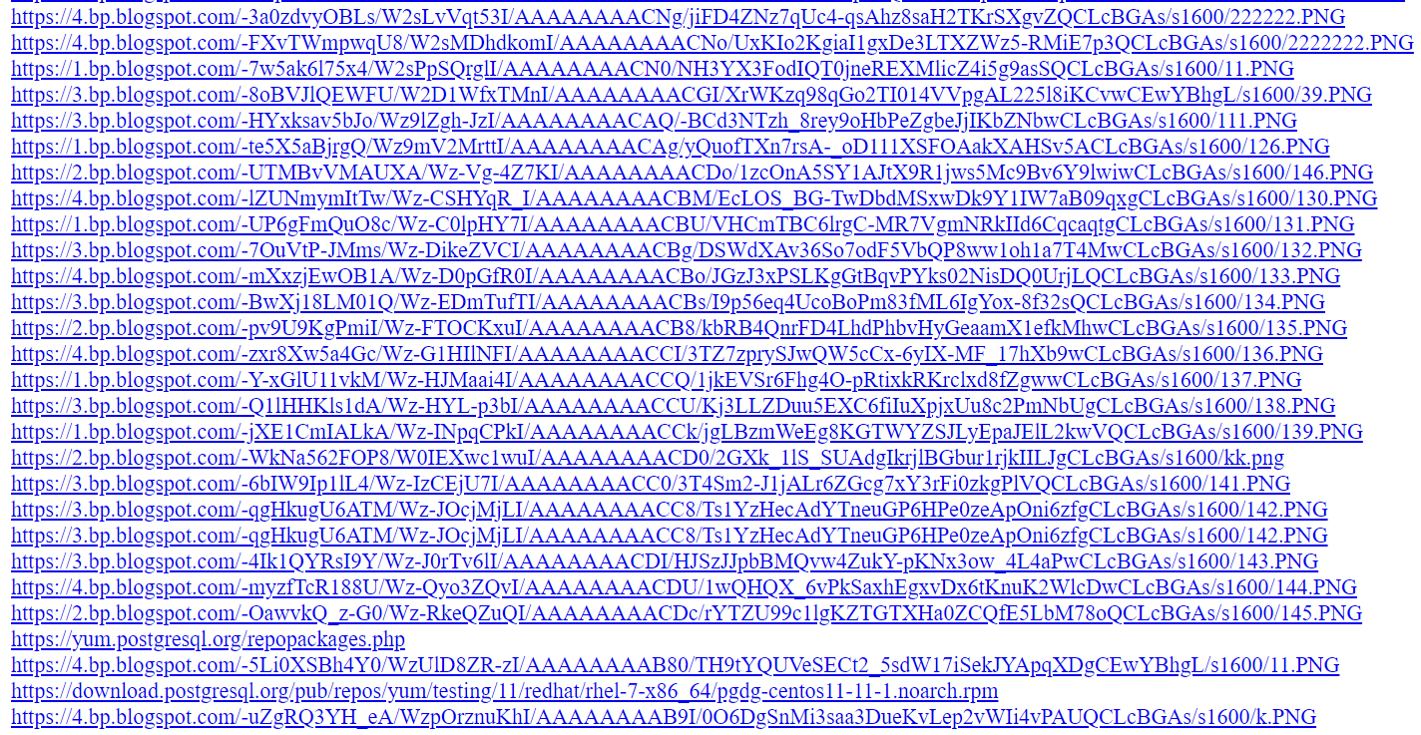 https://4.bp.blogspot.com/-3a0zdvyOBLs/W2sLvVqt53I/AAAAAAAACNg/jiFD4ZNz7qUc4-qsAhz8saH2TKrSXgvZQCLcBGAs/s1600/222222.PNG
https://4.bp.blogspot.com/-FXvTWmpwqU8/W2sMDhdkomI/AAAAAAAACNo/UxKIo2KgiaI1gxDe3LTXZWz5-RMiE7p3QCLcBGAs/s1600/2222222.PNG
https://1.bp.blogspot.com/-7w5ak6l75x4/W2sPpSQrglI/AAAAAAAACN0/NH3YX3FodIQT0jneREXMlicZ4i5g9asSQCLcBGAs/s1600/11.PNG
https://3.bp.blogspot.com/-8oBVJlQEWFU/W2D1WfxTMnI/AAAAAAAACGI/XrWKzq98qGo2TI014VVpgAL225l8iKCvwCEwYBhgL/s1600/39.PNG
https://3.bp.blogspot.com/-HYxksav5bJo/Wz9lZgh-JzI/AAAAAAAACAQ/-BCd3NTzh_8rey9oHbPeZgbeJjIKbZNbwCLcBGAs/s1600/111.PNG
https://1.bp.blogspot.com/-te5X5aBjrgQ/Wz9mV2MrttI/AAAAAAAACAg/yQuofTXn7rsA-_oD111XSFOAakXAHSv5ACLcBGAs/s1600/126.PNG
https://2.bp.blogspot.com/-UTMBvVMAUXA/Wz-Vg-4Z7KI/AAAAAAAACDo/1zcOnA5SY1AJtX9R1jws5Mc9Bv6Y9lwiwCLcBGAs/s1600/146.PNG
https://4.bp.blogspot.com/-lZUNmymItTw/Wz-CSHYqR_I/AAAAAAAACBM/EcLOS_BG-TwDbdMSxwDk9Y1IW7aB09qxgCLcBGAs/s1600/130.PNG
https://1.bp.blogspot.com/-UP6gFmQuO8c/Wz-C0lpHY7I/AAAAAAAACBU/VHCmTBC6lrgC-MR7VgmNRkIId6CqcaqtgCLcBGAs/s1600/131.PNG
https://3.bp.blogspot.com/-7OuVtP-JMms/Wz-DikeZVCI/AAAAAAAACBg/DSWdXAv36So7odF5VbQP8ww1oh1a7T4MwCLcBGAs/s1600/132.PNG
https://4.bp.blogspot.com/-mXxzjEwOB1A/Wz-D0pGfR0I/AAAAAAAACBo/JGzJ3xPSLKgGtBqvPYks02NisDQ0UrjLQCLcBGAs/s1600/133.PNG
https://3.bp.blogspot.com/-BwXj18LM01Q/Wz-EDmTufTI/AAAAAAAACBs/I9p56eq4UcoBoPm83fML6IgYox-8f32sQCLcBGAs/s1600/134.PNG
https://2.bp.blogspot.com/-pv9U9KgPmiI/Wz-FTOCKxuI/AAAAAAAACB8/kbRB4QnrFD4LhdPhbvHyGeaamX1efkMhwCLcBGAs/s1600/135.PNG
https://4.bp.blogspot.com/-zxr8Xw5a4Gc/Wz-G1HIlNFI/AAAAAAAACCI/3TZ7zprySJwQW5cCx-6yIX-MF_17hXb9wCLcBGAs/s1600/136.PNG
https://1.bp.blogspot.com/-Y-xGlU11vkM/Wz-HJMaai4I/AAAAAAAACCQ/1jkEVSr6Fhg4O-pRtixkRKrclxd8fZgwwCLcBGAs/s1600/137.PNG
https://3.bp.blogspot.com/-Q1lHHKls1dA/Wz-HYL-p3bI/AAAAAAAACCU/Kj3LLZDuu5EXC6fiIuXpjxUu8c2PmNbUgCLcBGAs/s1600/138.PNG
https://1.bp.blogspot.com/-jXE1CmIALkA/Wz-INpqCPkI/AAAAAAAACCk/jgLBzmWeEg8KGTWYZSJLyEpaJElL2kwVQCLcBGAs/s1600/139.PNG
https://2.bp.blogspot.com/-WkNa562FOP8/W0IEXwc1wuI/AAAAAAAACD0/2GXk_1lS_SUAdgIkrjlBGbur1rjkIILJgCLcBGAs/s1600/kk.png
https://3.bp.blogspot.com/-6bIW9Ip1lL4/Wz-IzCEjU7I/AAAAAAAACC0/3T4Sm2-J1jALr6ZGcg7xY3rFi0zkgPlVQCLcBGAs/s1600/141.PNG
https://3.bp.blogspot.com/-qgHkugU6ATM/Wz-JOcjMjLI/AAAAAAAACC8/Ts1YzHecAdYTneuGP6HPe0zeApOni6zfgCLcBGAs/s1600/142.PNG
https://3.bp.blogspot.com/-qgHkugU6ATM/Wz-JOcjMjLI/AAAAAAAACC8/Ts1YzHecAdYTneuGP6HPe0zeApOni6zfgCLcBGAs/s1600/142.PNG
https://3.bp.blogspot.com/-4Ik1QYRsI9Y/Wz-J0rTv6lI/AAAAAAAACDI/HJSzJJpbBMQvw4ZukY-pKNx3ow_4L4aPwCLcBGAs/s1600/143.PNG
https://4.bp.blogspot.com/-myzfTcR188U/Wz-Qyo3ZQvI/AAAAAAAACDU/1wQHQX_6vPkSaxhEgxvDx6tKnuK2WlcDwCLcBGAs/s1600/144.PNG
https://2.bp.blogspot.com/-OawvkQ_z-G0/Wz-RkeQZuQI/AAAAAAAACDc/rYTZU99c1lgKZTGTXHa0ZCQfE5LbM78oQCLcBGAs/s1600/145.PNG
https://yum.postgresql.org/repopackages.php
https://4.bp.blogspot.com/-5Li0XSBh4Y0/WzUlD8ZR-zI/AAAAAAAAB80/TH9tYQUVeSECt2_5sdW17iSekJYApqXDgCEwYBhgL/s1600/11.PNG
https://download.postgresql.org/pub/repos/yum/testing/11/redhat/rhel-7-x86_64/pgdg-centos11-11-1.noarch.rpm
https://4.bp.blogspot.com/-uZgRQ3YH_eA/WzpOrznuKhI/AAAAAAAAB9I/0O6DgSnMi3saa3DueKvLep2vWIi4vPAUQCLcBGAs/s1600/k.PNG